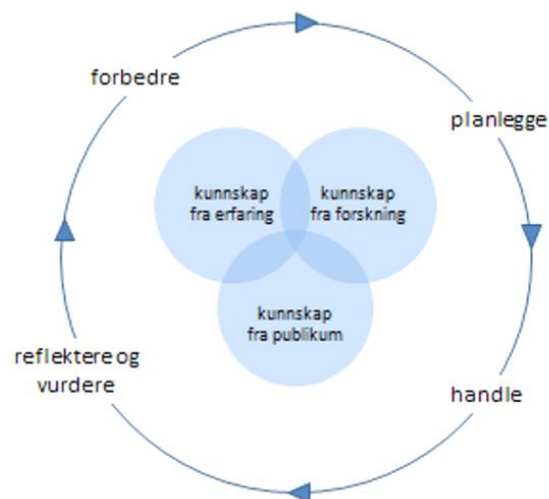 forbedre
planlegge
kunnskap
fra erfaring
kunnskap
fra forskning
kunnskap
fra publikum
reflektere og
vurdere
handle